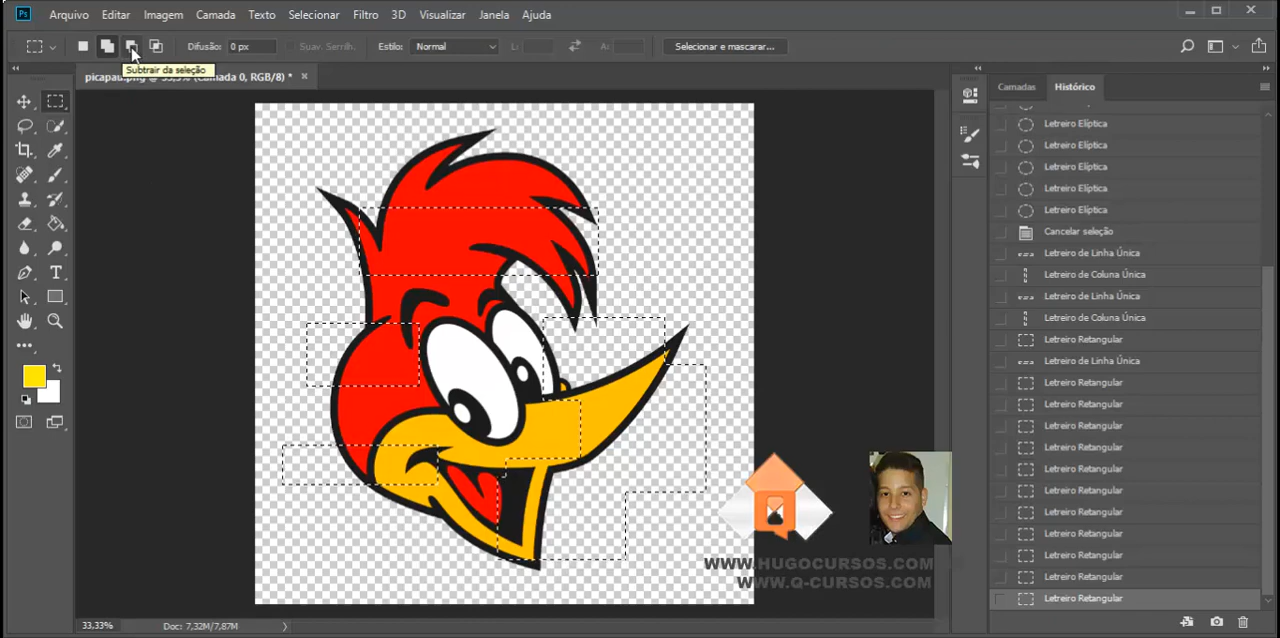 Ps Arquivo Editar Imagem Camada Texto Selecionar Filtro 3D Visualizar Janela Ajuda
Difusão: 0 px Suav. Serrilh. Estilo: Normal L: A: Selecionar e mascarar...
Subtrair da seleção
picapau.png @ 33,3% (Camada 0, RGB/8) *
Camadas Histórico
Letreiro Elíptica
Letreiro Elíptica
Letreiro Elíptica
Letreiro Elíptica
Letreiro Elíptica
Cancelar seleção
Letreiro de Linha Única
Letreiro de Coluna Única
Letreiro de Linha Única
Letreiro de Coluna Única
Letreiro Retangular
Letreiro de Linha Única
Letreiro Retangular
Letreiro Retangular
Letreiro Retangular
Letreiro Retangular
Letreiro Retangular
Letreiro Retangular
Letreiro Retangular
Letreiro Retangular
Letreiro Retangular
Letreiro Retangular
Letreiro Retangular
WWW.HUGOCURSOS.COM
WWW.Q-CURSOS.COM
33,33% Doc: 7,32M/7,87M